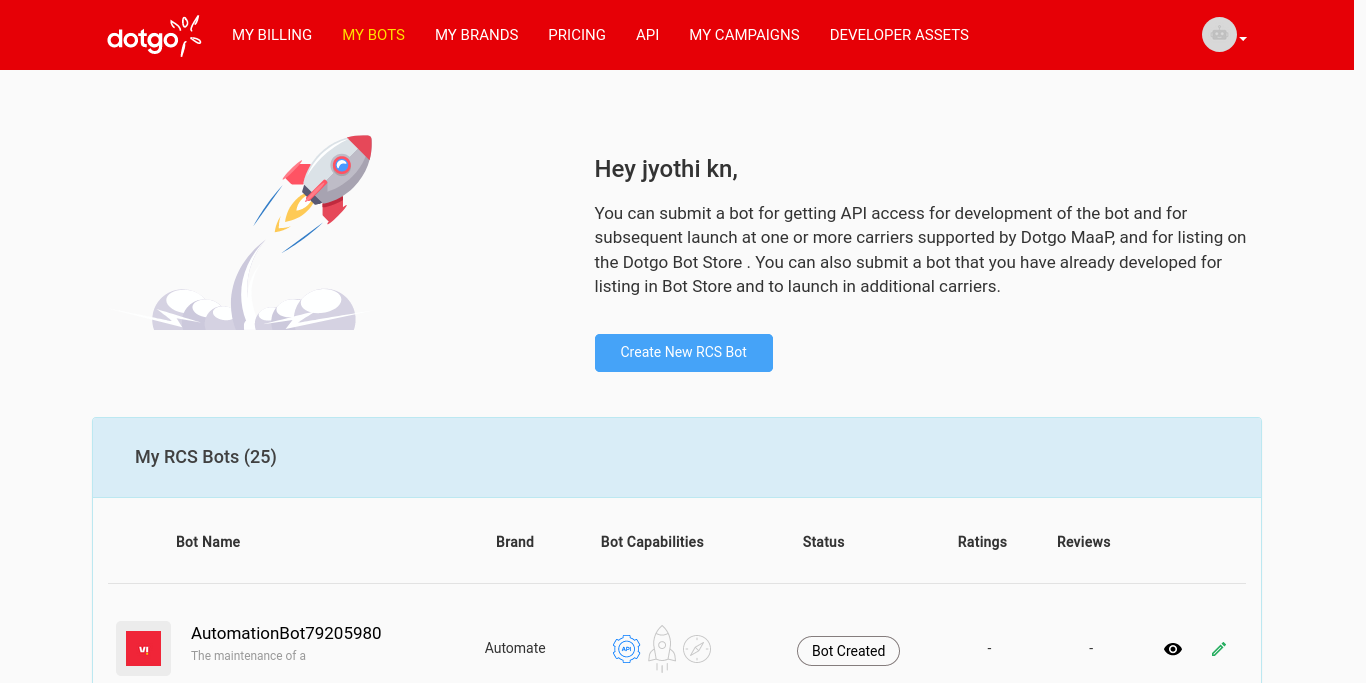 dotgo MY BILLING MY BOTS MY BRANDS PRICING API MY CAMPAIGNS DEVELOPER ASSETS
Hey jyothi kn,
You can submit a bot for getting API access for development of the bot and for
subsequent launch at one or more carriers supported by Dotgo MaaP, and for listing on
the Dotgo Bot Store . You can also submit a bot that you have already developed for
listing in Bot Store and to launch in additional carriers.
Create New RCS Bot
My RCS Bots (25)
Bot Name Brand Bot Capabilities Status Ratings Reviews
AutomationBot79205980
The maintenance of a
VI Automate API Bot Created - -